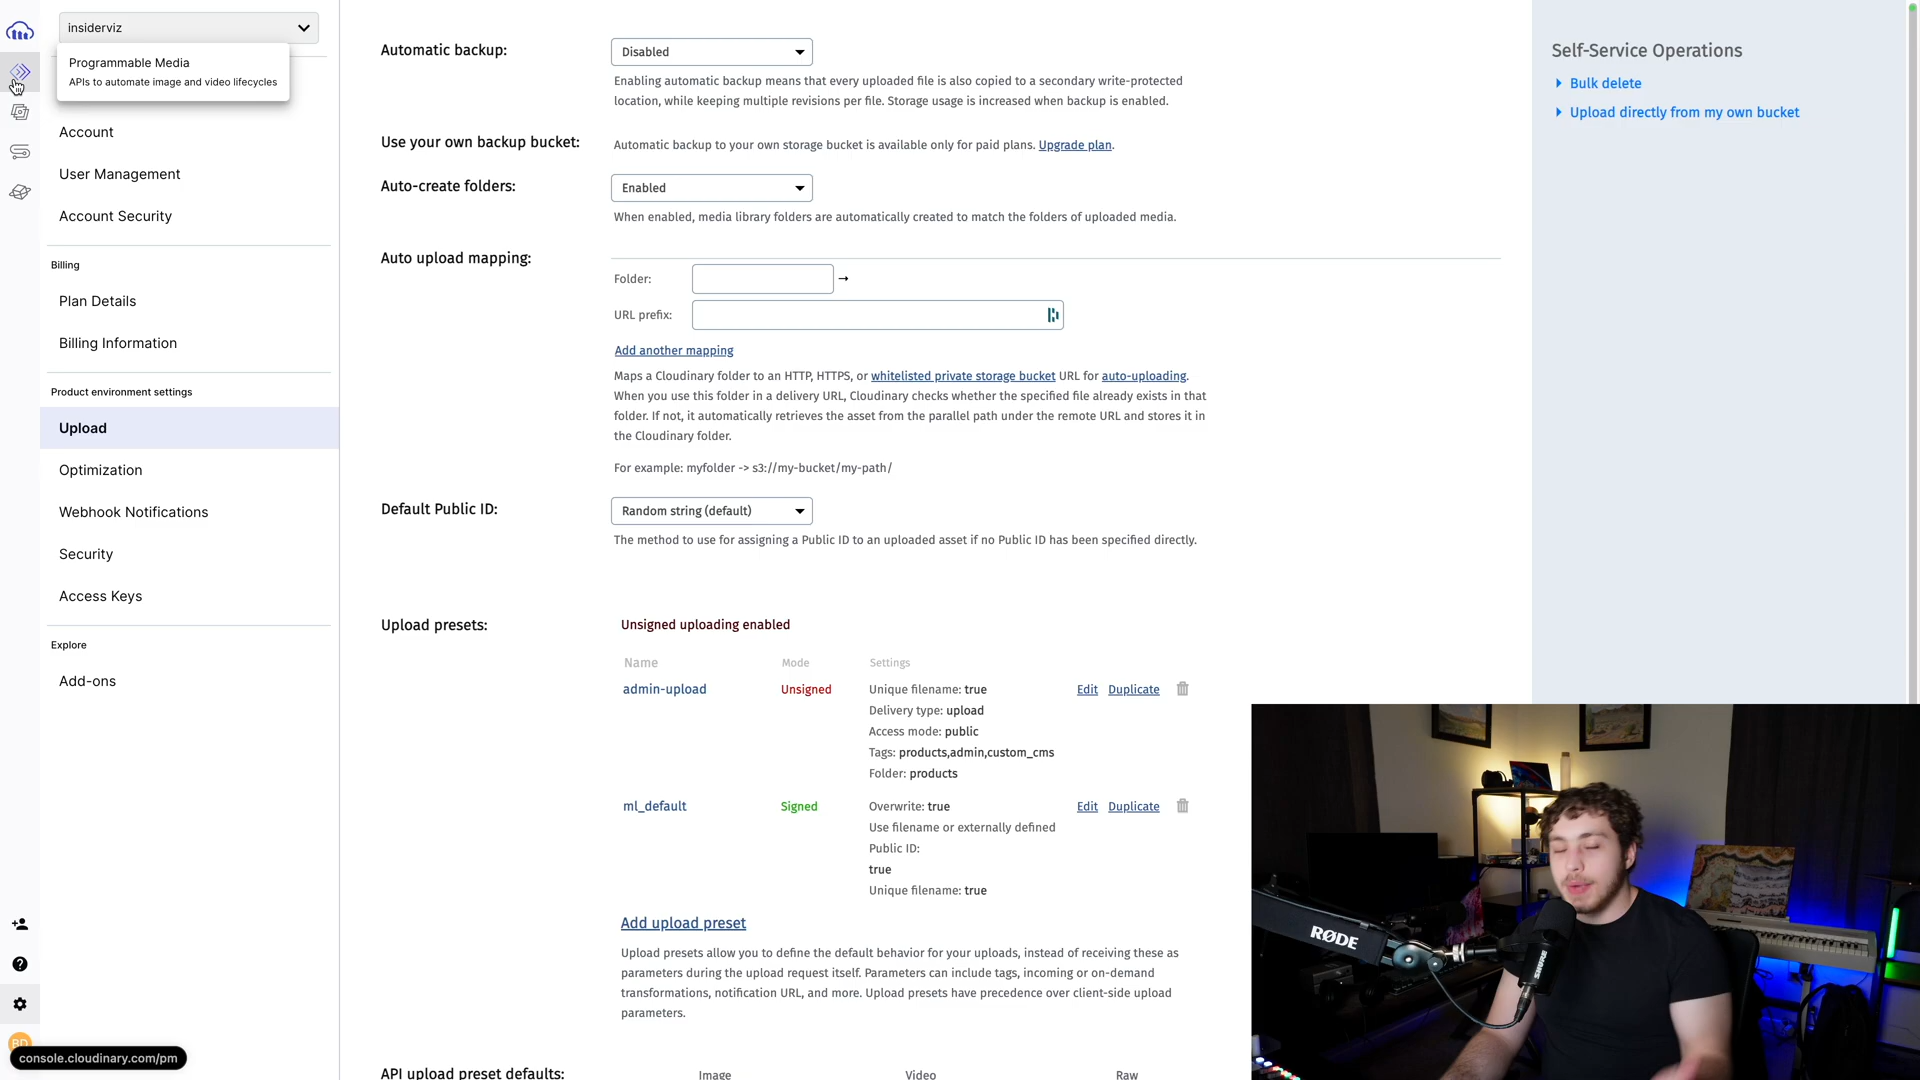 insiderviz
Programmable Media
APIs to automate image and video lifecycles
Account
User Management
Account Security
Billing
Plan Details
Billing Information
Product environment settings
Upload
Optimization
Webhook Notifications
Security
Access Keys
Explore
Add-ons
BD
console.cloudinary.com/pm
Automatic backup:
Disabled
Enabling automatic backup means that every uploaded file is also copied to a secondary write-protected
location, while keeping multiple revisions per file. Storage usage is increased when backup is enabled.
Use your own backup bucket:
Automatic backup to your own storage bucket is available only for paid plans. Upgrade plan.
Auto-create folders:
Enabled
When enabled, media library folders are automatically created to match the folders of uploaded media.
Auto upload mapping:
Folder: →
URL prefix:
Add another mapping
Maps a Cloudinary folder to an HTTP, HTTPS, or whitelisted private storage bucket URL for auto-uploading.
When you use this folder in a delivery URL, Cloudinary checks whether the specified file already exists in that
folder. If not, it automatically retrieves the asset from the parallel path under the remote URL and stores it in
the Cloudinary folder.
For example: myfolder -> s3://my-bucket/my-path/
Default Public ID:
Random string (default)
The method to use for assigning a Public ID to an uploaded asset if no Public ID has been specified directly.
Upload presets:
Unsigned uploading enabled
Name Mode Settings
admin-upload Unsigned Unique filename: true Edit Duplicate
Delivery type: upload
Access mode: public
Tags: products,admin,custom_cms
Folder: products
ml_default Signed Overwrite: true Edit Duplicate
Use filename or externally defined
Public ID:
true
Unique filename: true
Add upload preset
Upload presets allow you to define the default behavior for your uploads, instead of receiving these as
parameters during the upload request itself. Parameters can include tags, incoming or on-demand
transformations, notification URL, and more. Upload presets have precedence over client-side upload
parameters.
API upload preset defaults: Image Video Raw
Self-Service Operations
Bulk delete
Upload directly from my own bucket
RØDE
SHURE